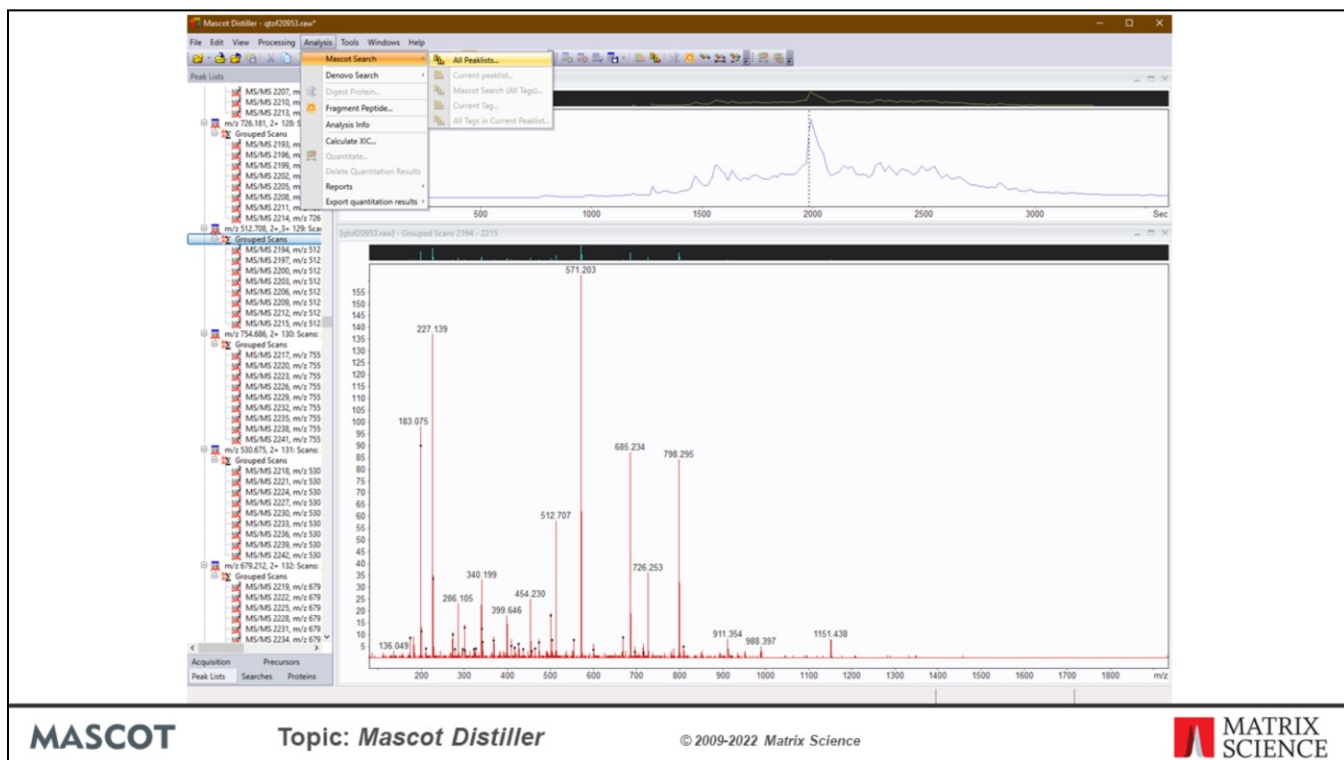 Mascot Distiller - qtof20953.raw*
File Edit View Processing Analysis Tools Windows Help
Mascot Search
Denovo Search
Digest Protein...
Fragment Peptide...
Analysis Info
Calculate XIC...
Quantitate...
Delete Quantitation Results
Reports
Export quantitation results
All Peaklists...
Current peaklist...
Mascot Search (All Tags)...
Current Tag...
All Tags in Current Peaklist...
Peak Lists
MS/MS 2207, m
MS/MS 2210, m
MS/MS 2213, m
m/z 726.181, 2+ 128: S
Grouped Scans
MS/MS 2193, m
MS/MS 2196, m
MS/MS 2199, m
MS/MS 2202, m
MS/MS 2205, m
MS/MS 2208, m
MS/MS 2211, m
MS/MS 2214, m/z 726
m/z 512.708, 2+,3+ 129: Scan
Grouped Scans
MS/MS 2194, m/z 512
MS/MS 2197, m/z 512
MS/MS 2200, m/z 512
MS/MS 2203, m/z 512
MS/MS 2206, m/z 512
MS/MS 2209, m/z 512
MS/MS 2212, m/z 512
MS/MS 2215, m/z 512
m/z 754.686, 2+ 130: Scans:
Grouped Scans
MS/MS 2217, m/z 755
MS/MS 2220, m/z 755
MS/MS 2223, m/z 755
MS/MS 2226, m/z 755
MS/MS 2229, m/z 755
MS/MS 2232, m/z 755
MS/MS 2235, m/z 755
MS/MS 2238, m/z 755
MS/MS 2241, m/z 755
m/z 530.675, 2+ 131: Scans:
Grouped Scans
MS/MS 2218, m/z 530
MS/MS 2221, m/z 530
MS/MS 2224, m/z 530
MS/MS 2227, m/z 530
MS/MS 2230, m/z 530
MS/MS 2233, m/z 530
MS/MS 2236, m/z 530
MS/MS 2239, m/z 530
MS/MS 2242, m/z 530
m/z 679.212, 2+ 132: Scans:
Grouped Scans
MS/MS 2219, m/z 679
MS/MS 2222, m/z 679
MS/MS 2225, m/z 679
MS/MS 2228, m/z 679
MS/MS 2231, m/z 679
MS/MS 2234, m/z 679
Acquisition Precursors
Peak Lists Searches Proteins
500 1000 1500 2000 2500 3000 Sec
[qtof20953.raw] - Grouped Scans 2194 - 2215
571.203
227.139
183.075
685.234
798.295
512.707
726.253
340.199
286.105
454.230
399.646
911.354
988.397
1151.438
136.049
155
150
145
140
135
130
125
120
115
110
105
100
95
90
85
80
75
70
65
60
55
50
45
40
35
30
25
20
15
10
5
200 300 400 500 600 700 800 900 1000 1100 1200 1300 1400 1500 1600 1700 1800 m/z
MASCOT
Topic: Mascot Distiller
© 2009-2022 Matrix Science
MATRIX
SCIENCE